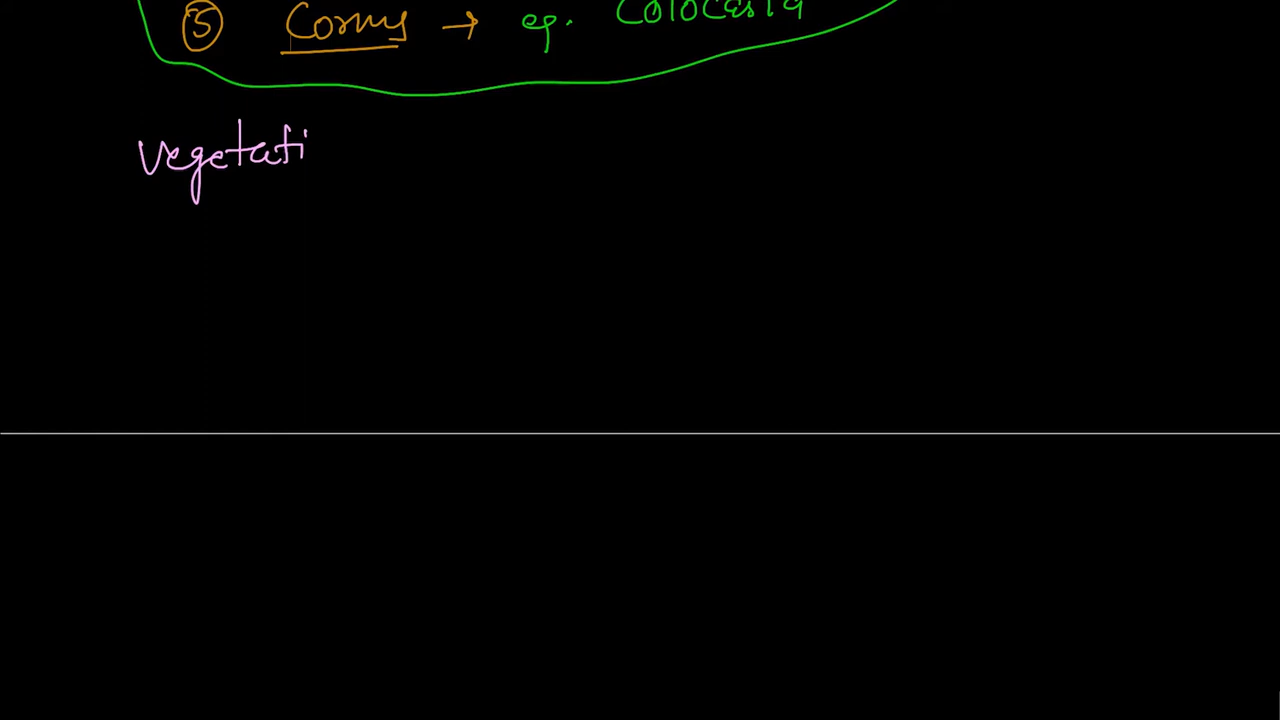 ⑤ Corms → eg. Colocasia
vegetati